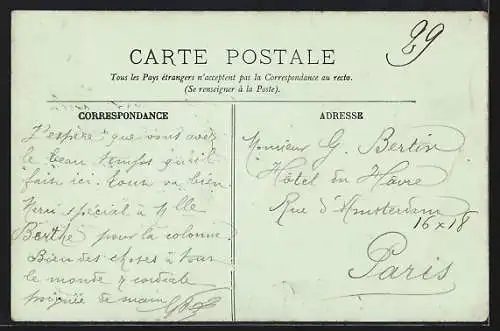 29
CARTE POSTALE
Tous les Pays étrangers n'acceptent pas la Correspondance au recto.
(Se renseigner à la Poste).
CORRESPONDANCE
J'espère que vous avez
le beau temps qu'il
fait ici. tout va bien.
Merci spécial à Mlle
Berthe pour la colonne.
Bien des choses à tout
le monde & cordiale
poignée de main
ADRESSE
Monsieur G. Bertin
Hôtel du Hâvre
Rue d'Amsterdam
16 x 18
Paris